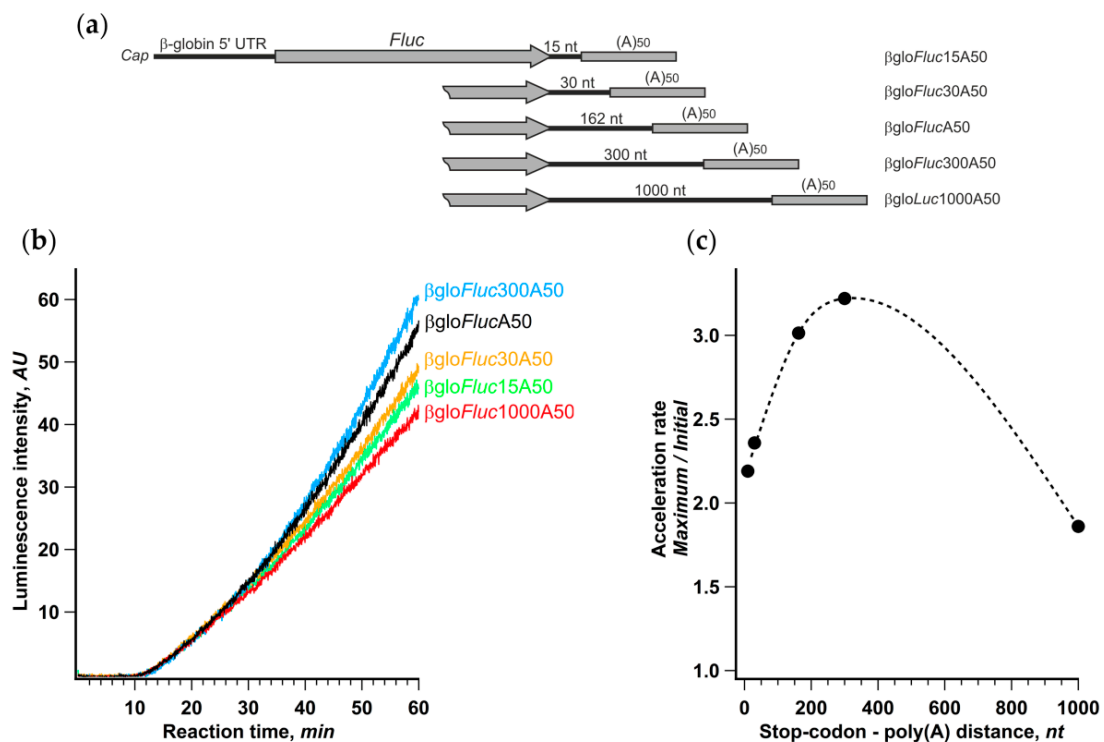 (a)
β-globin 5' UTR
Fluc
15 nt
(A)50
Cap
βgloFluc15A50
30 nt
(A)50
βgloFluc30A50
162 nt
(A)50
βgloFlucA50
300 nt
(A)50
βgloFluc300A50
1000 nt
(A)50
βgloLuc1000A50
(b)
Luminescence intensity, AU
60
50
40
30
20
10
βgloFluc300A50
βgloFlucA50
βgloFluc30A50
βgloFluc15A50
βgloFluc1000A50
10 20 30 40 50 60
Reaction time, min
(c)
Acceleration rate
Maximum / Initial
3.0
2.5
2.0
1.5
1.0
0 200 400 600 800 1000
Stop-codon - poly(A) distance, nt